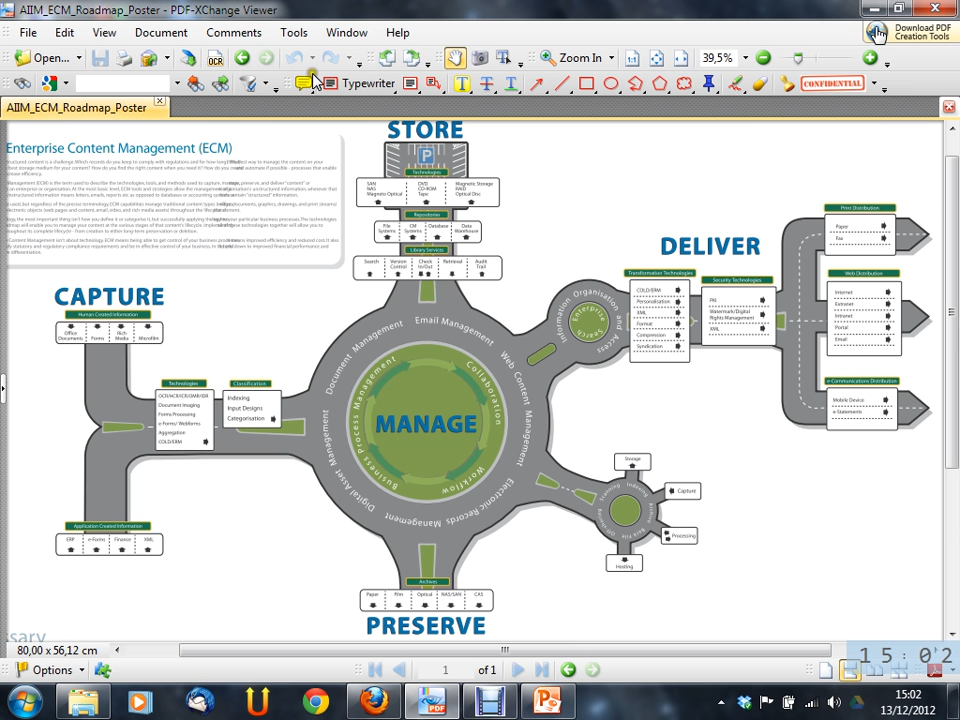 AIIM_ECM_Roadmap_Poster - PDF-XChange Viewer
File Edit View Document Comments Tools Window Help
Download PDF
Creation Tools
Open... OCR Zoom In 39,5%
Typewriter T T T CONFIDENTIAL
AIIM_ECM_Roadmap_Poster
Enterprise Content Management (ECM)
STORE
P
Technologies
SAN DVD Magnetic Storage
NAS CD-ROM RAID
Magneto Optical Tape Optical Disc
Repositories
File Systems CM Systems Database Data Warehouse
Library Services
Search Version Control Check In/Out Retrieval Audit Trail
CAPTURE
Human Created Information
Office Documents Forms Rich Media Microfilm
Technologies
OCR/HCR/ICR/OMR/IDR
Document Imaging
Forms Processing
e-Forms/ Webforms
Aggregation
COLD/ERM
Classification
Indexing
Input Designs
Categorisation
Application Created Information
ERP e-Forms Finance XML
MANAGE
Document Management
Email Management
Web Content Management
Electronic Records Management
Digital Asset Management
Business Process Management
Collaboration
Workflow
Information Organisation and Access
Enterprise Search
DELIVER
Transformation Technologies
COLD/ERM
Personalisation
XML
Format
Compression
Syndication
Security Technologies
PKI
Watermark/Digital
Rights Management
XML
Print Distribution
Paper
Fax
Web Distribution
Internet
Extranet
Intranet
Portal
Email
e-Communications Distribution
Mobile Device
e-Statements
Storage
Capture
Processing
Hosting
Scanning Indexing
Archives
Paper Film Optical NAS/SAN CAS
PRESERVE
ssary
80,00 x 56,12 cm
15:02
Options 1 of 1
15:02
13/12/2012